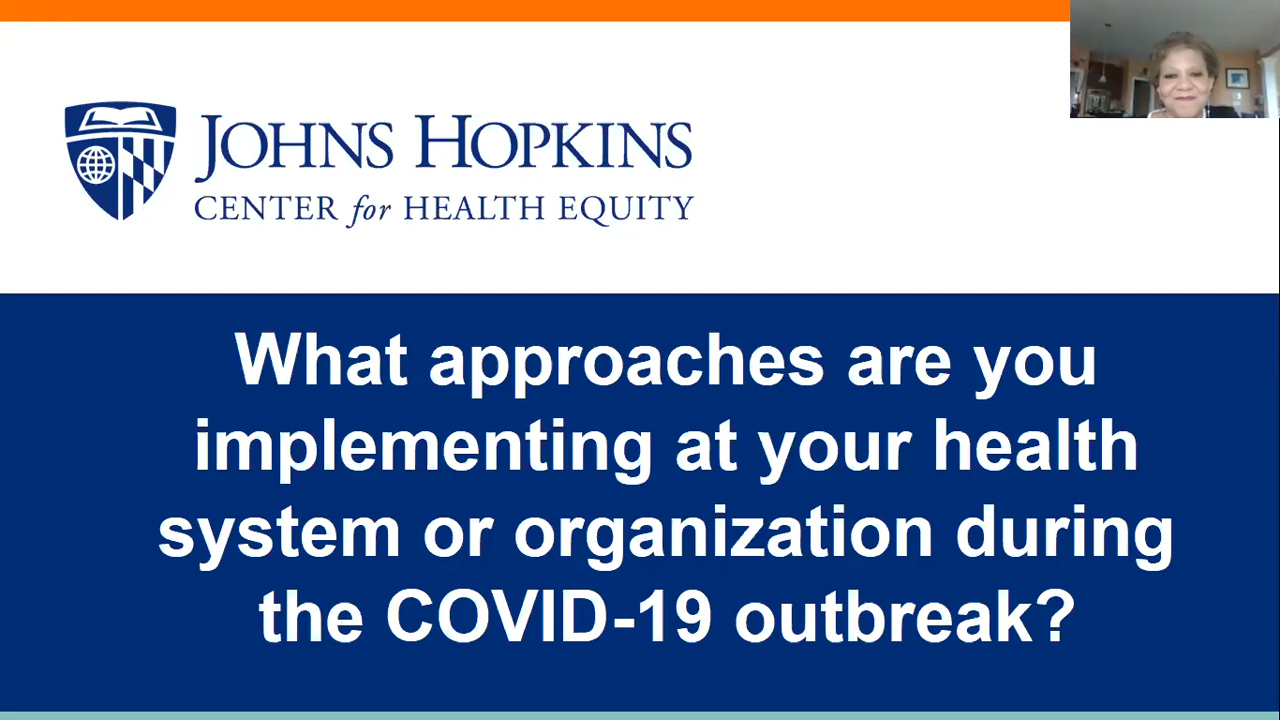 JOHNS HOPKINS
CENTER for HEALTH EQUITY
What approaches are you
implementing at your health
system or organization during
the COVID-19 outbreak?